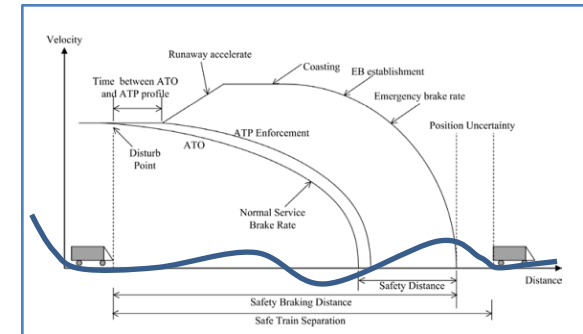 Velocity
Runaway accelerate
Coasting
EB establishment
Time between ATO
and ATP profile
Emergency brake rate
Position Uncertainty
ATP Enforcement
ATO
Disturb
Point
Normal Service
Brake Rate
Safety Distance
Distance
Safety Braking Distance
Safe Train Separation